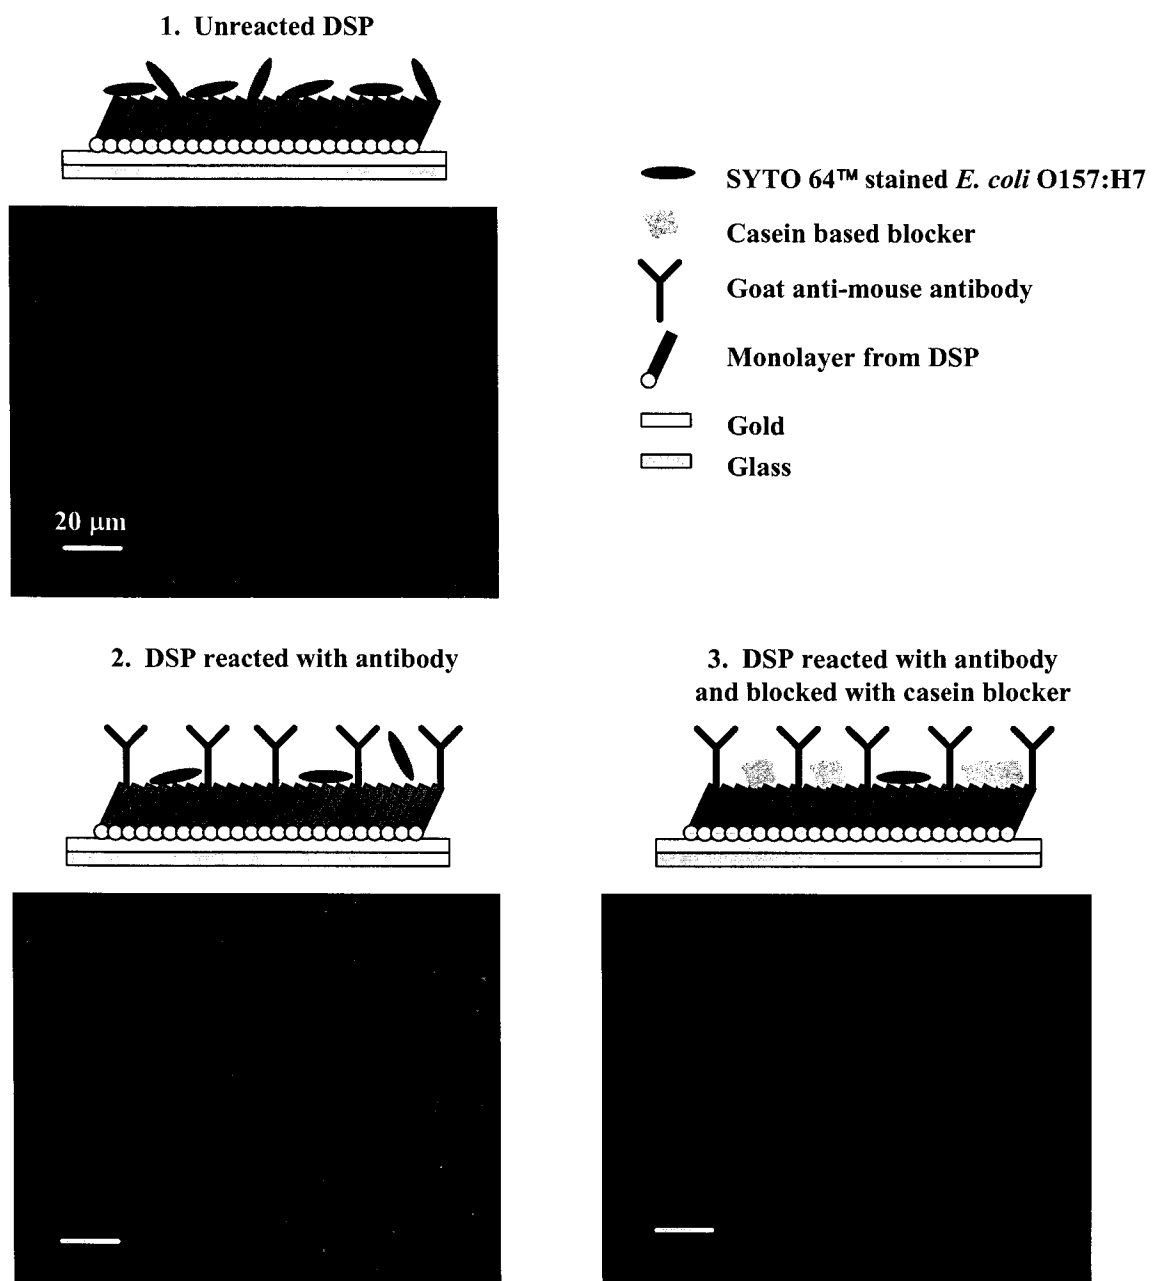 1. Unreacted DSP
SYTO 64™ stained E. coli O157:H7
Casein based blocker
Goat anti-mouse antibody
Monolayer from DSP
Gold
Glass
20 μm
2. DSP reacted with antibody
3. DSP reacted with antibody
and blocked with casein blocker